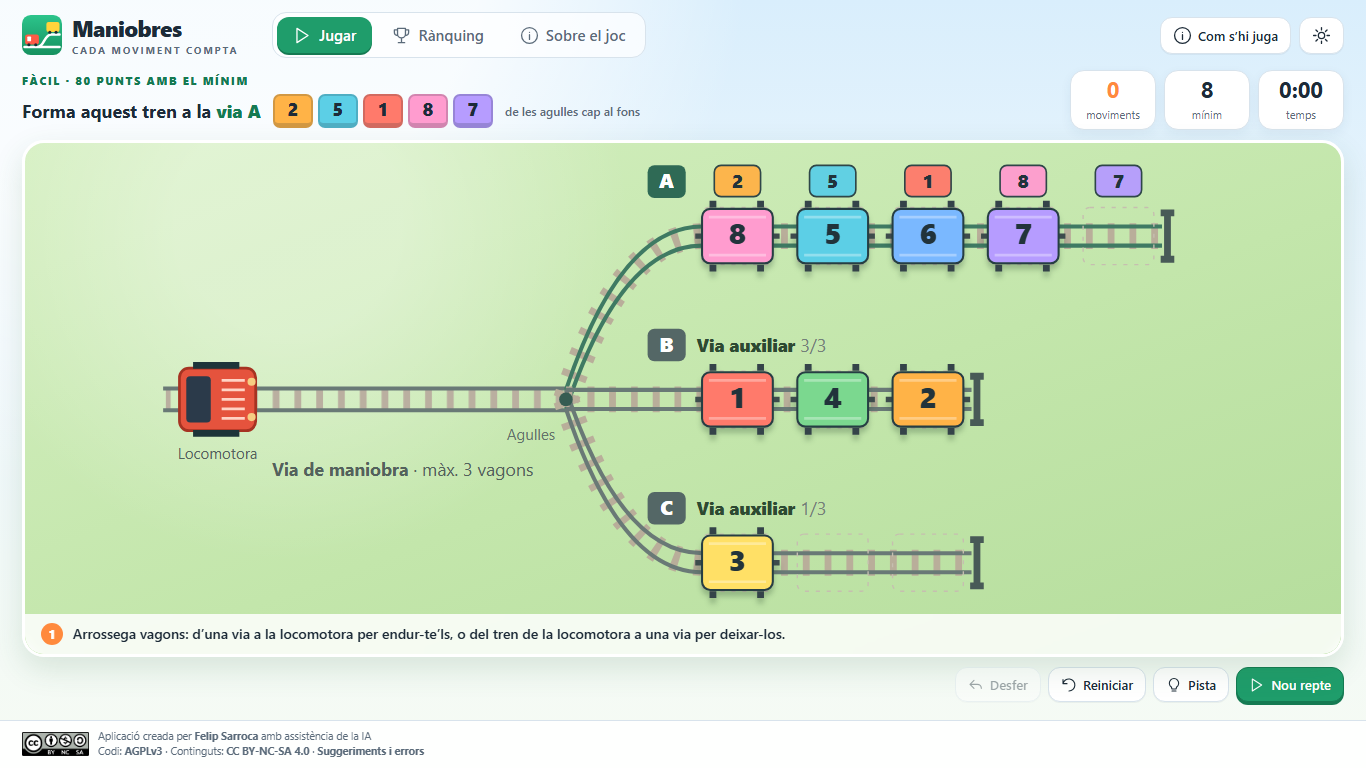 Maniobres
CADA MOVIMENT COMPTA
Jugar
Rànquing
Sobre el joc
Com s'hi juga
FÀCIL · 80 PUNTS AMB EL MÍNIM
Forma aquest tren a la via A
2 5 1 8 7
de les agulles cap al fons
0
moviments
8
mínim
0:00
temps
A
2 5 1 8 7
8 5 6 7
B Via auxiliar 3/3
1 4 2
Agulles
Locomotora
Via de maniobra · màx. 3 vagons
C Via auxiliar 1/3
3
1 Arrossega vagons: d’una via a la locomotora per endur-te’ls, o del tren de la locomotora a una via per deixar-los.
Desfer
Reiniciar
Pista
Nou repte
cc BY NC SA
Aplicació creada per Felip Sarroca amb assistència de la IA
Codi: AGPLv3 · Continguts: CC BY-NC-SA 4.0 · Suggeriments i errors